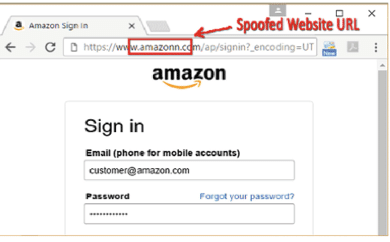 Amazon Sign In
Spoofed Website URL
https://www.amazonn.com/ap/signin?_encoding=UT
New
amazon
Sign in
Email (phone for mobile accounts)
customer@amazon.com
Password
Forgot your password?
••••••••••••